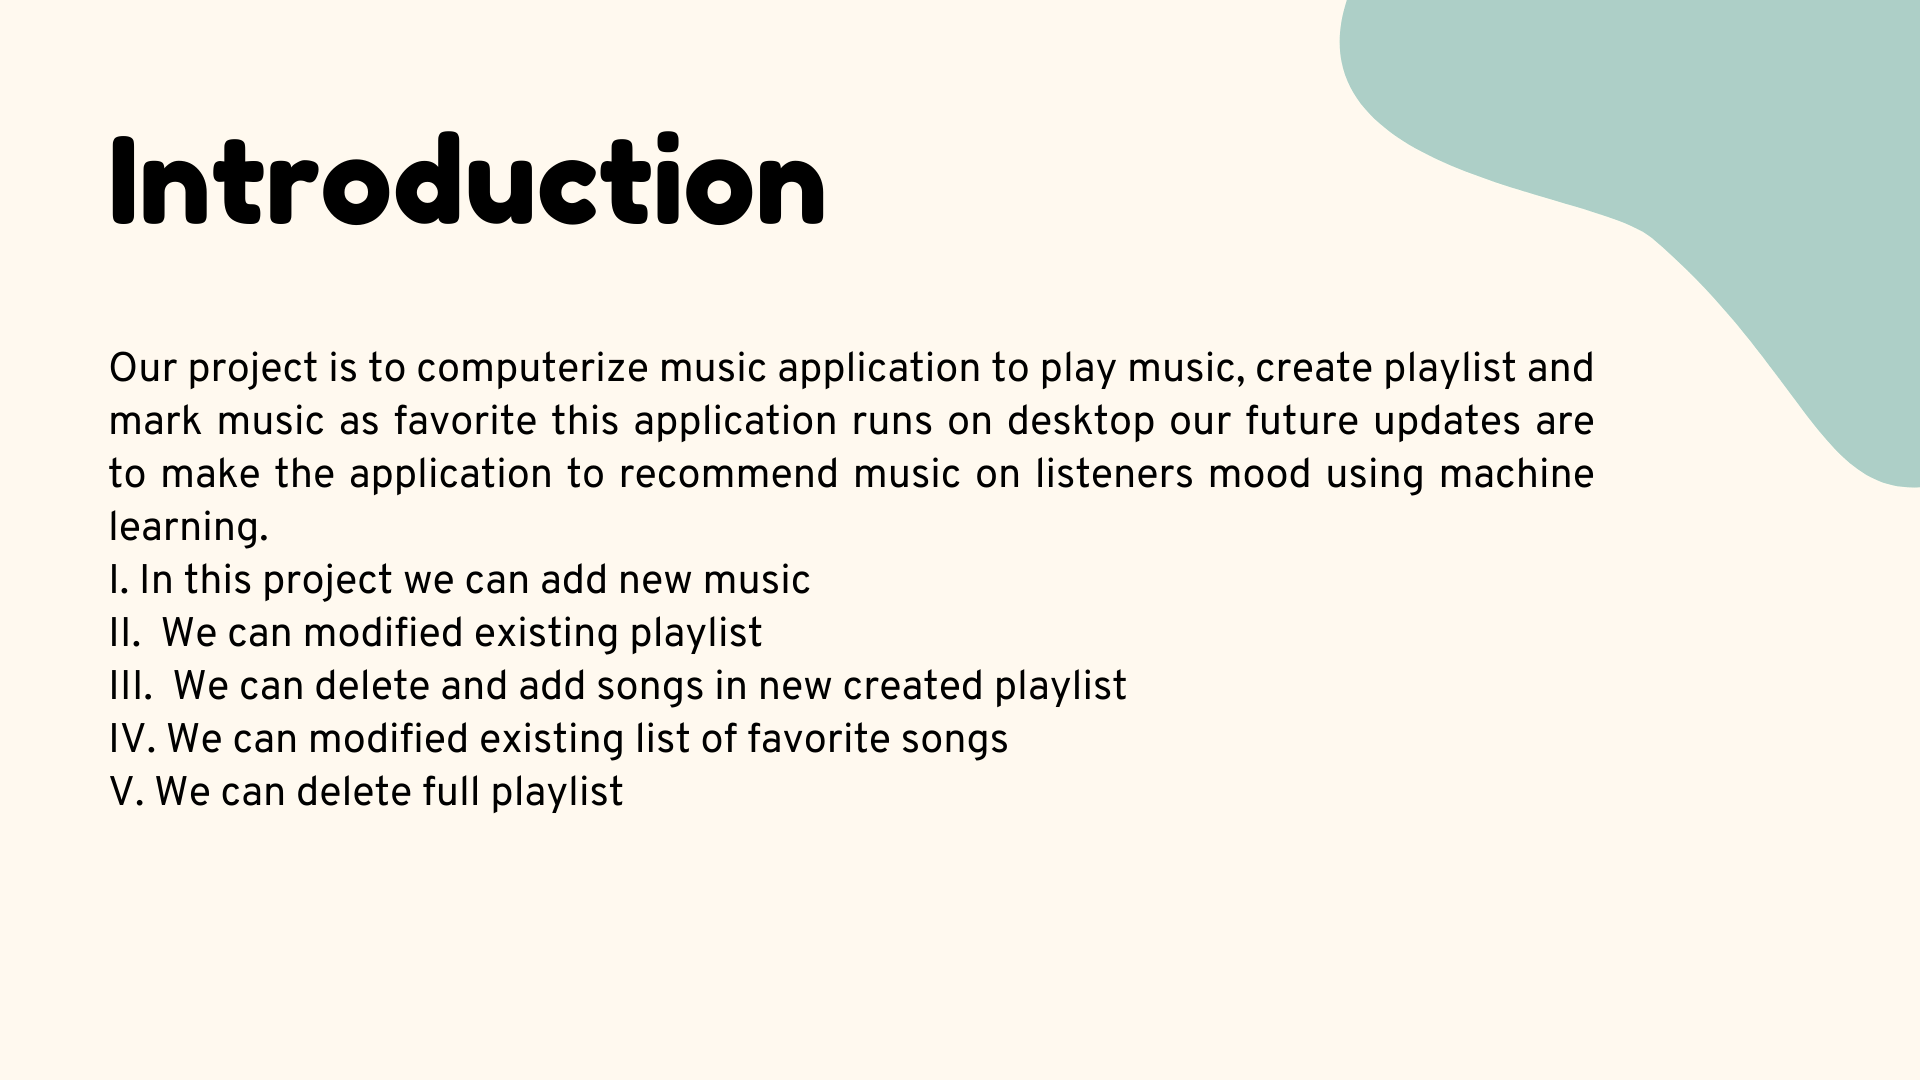 Introduction
Our project is to computerize music application to play music, create playlist and
mark music as favorite this application runs on desktop our future updates are
to make the application to recommend music on listeners mood using machine
learning.
I. In this project we can add new music
II.  We can modified existing playlist
III.  We can delete and add songs in new created playlist
IV. We can modified existing list of favorite songs
V. We can delete full playlist